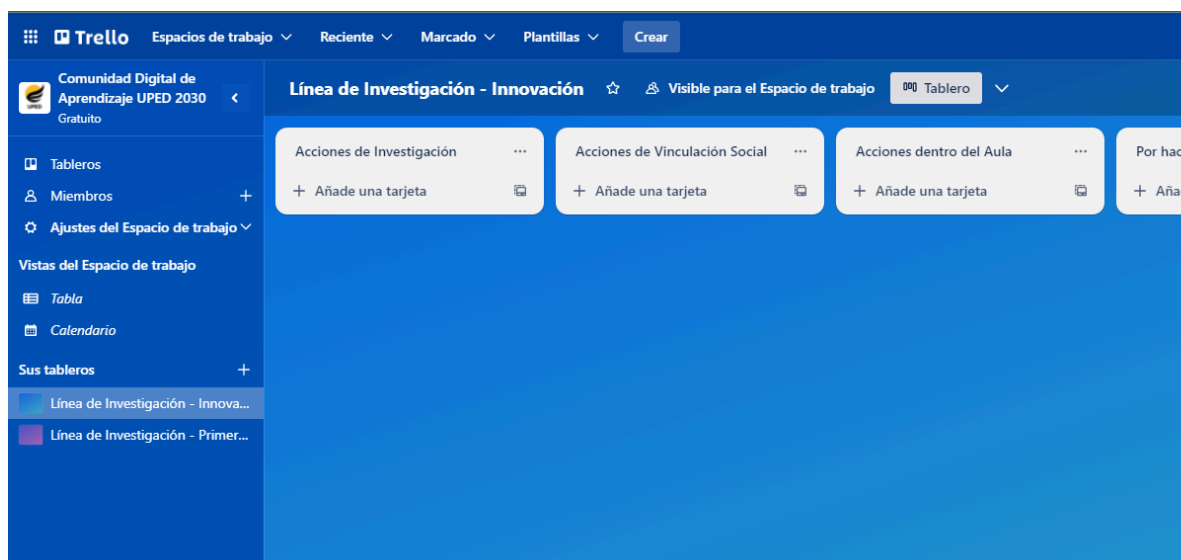 Trello Espacios de trabajo Reciente Marcado Plantillas Crear
Comunidad Digital de
Aprendizaje UPED 2030
Gratuito
Tableros
Miembros
Ajustes del Espacio de trabajo
Vistas del Espacio de trabajo
Tabla
Calendario
Sus tableros
Línea de Investigación - Innova...
Línea de Investigación - Primer...
Línea de Investigación - Innovación Visible para el Espacio de trabajo Tablero
Acciones de Investigación
Añade una tarjeta
Acciones de Vinculación Social
Añade una tarjeta
Acciones dentro del Aula
Añade una tarjeta
Por hac
Aña